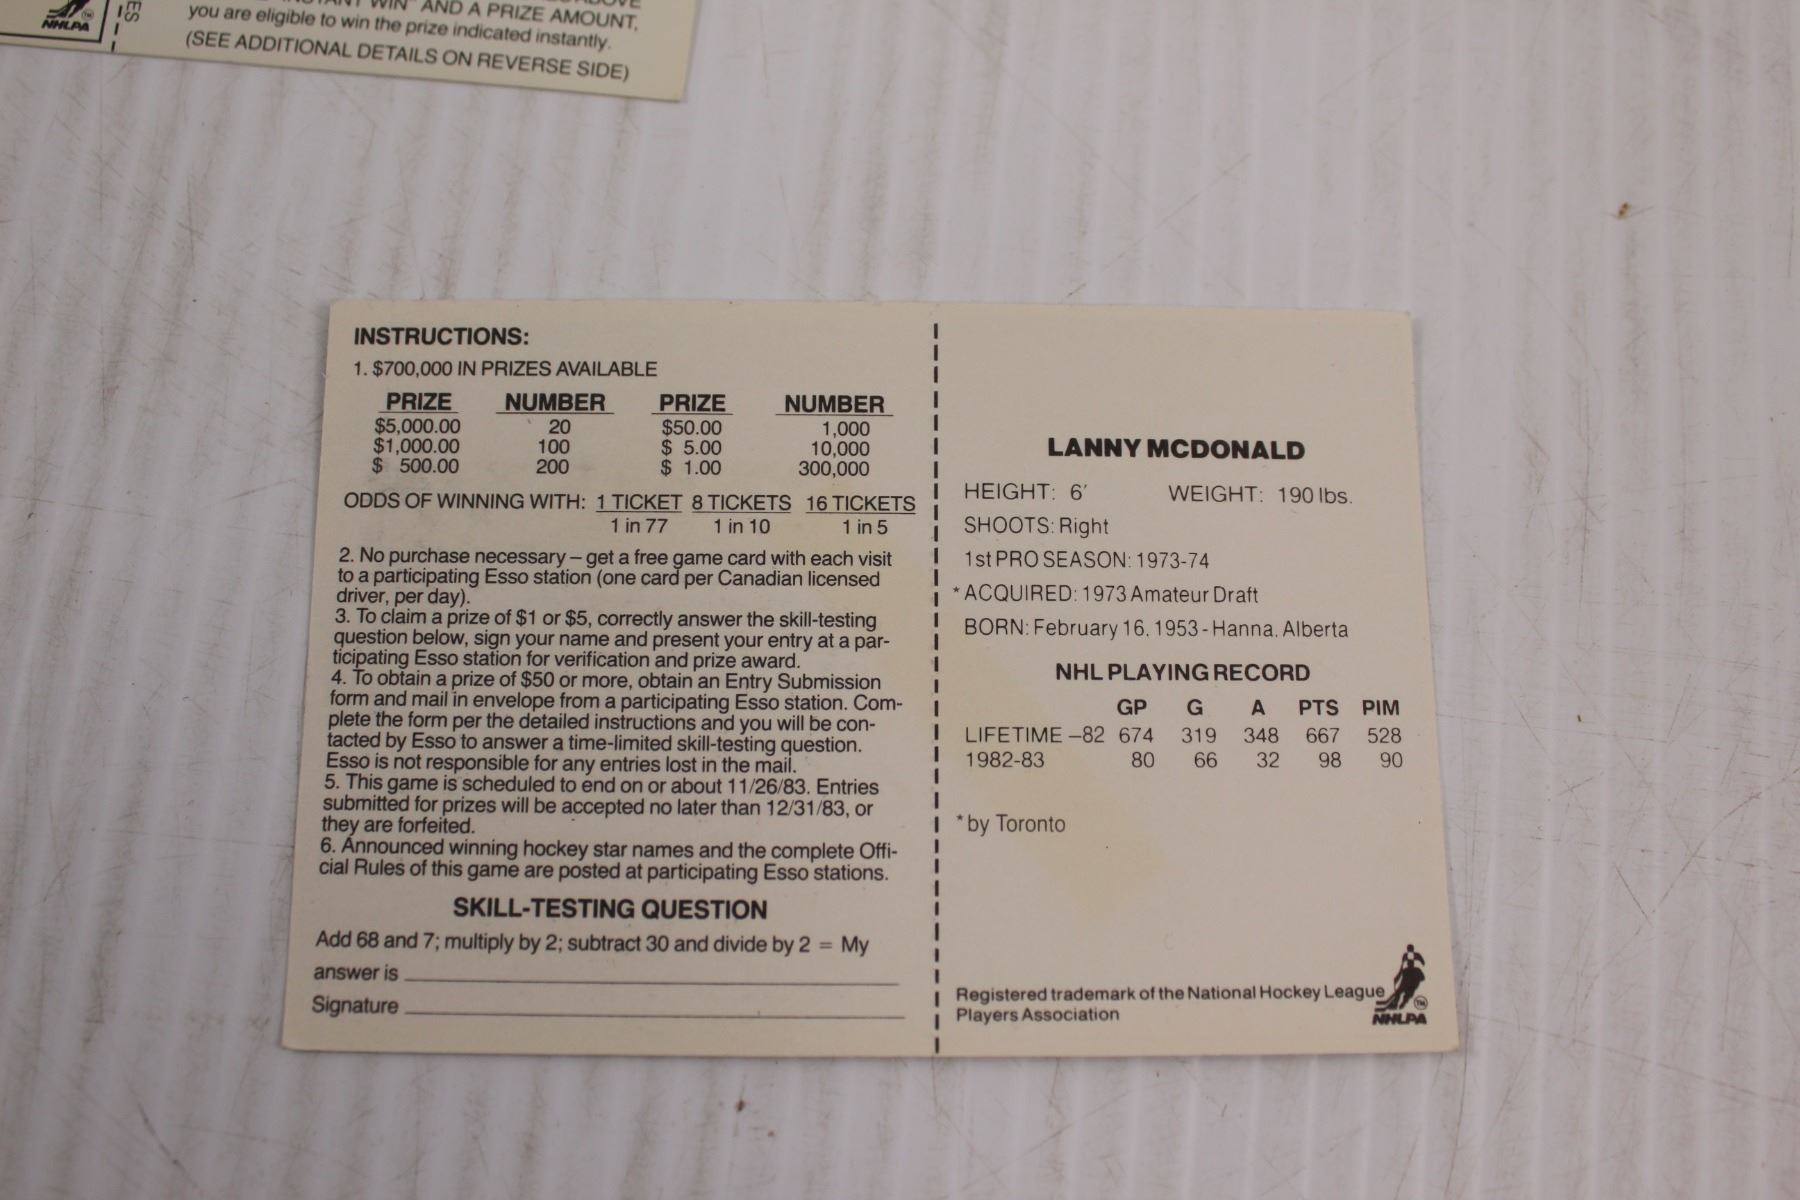 ES
NHLPA
INSTANT WIN" AND A PRIZE AMOUNT,
you are eligible to win the prize indicated instantly.
(SEE ADDITIONAL DETAILS ON REVERSE SIDE)
INSTRUCTIONS:
1. $700,000 IN PRIZES AVAILABLE
PRIZE NUMBER PRIZE NUMBER
$5,000.00 20 $50.00 1,000
$1,000.00 100 $ 5.00 10,000
$ 500.00 200 $ 1.00 300,000
ODDS OF WINNING WITH: 1 TICKET 8 TICKETS 16 TICKETS
1 in 77 1 in 10 1 in 5
2. No purchase necessary – get a free game card with each visit
to a participating Esso station (one card per Canadian licensed
driver, per day).
3. To claim a prize of $1 or $5, correctly answer the skill-testing
question below, sign your name and present your entry at a par-
ticipating Esso station for verification and prize award.
4. To obtain a prize of $50 or more, obtain an Entry Submission
form and mail in envelope from a participating Esso station. Com-
plete the form per the detailed instructions and you will be con-
tacted by Esso to answer a time-limited skill-testing question.
Esso is not responsible for any entries lost in the mail.
5. This game is scheduled to end on or about 11/26/83. Entries
submitted for prizes will be accepted no later than 12/31/83, or
they are forfeited.
6. Announced winning hockey star names and the complete Offi-
cial Rules of this game are posted at participating Esso stations.
SKILL-TESTING QUESTION
Add 68 and 7; multiply by 2; subtract 30 and divide by 2 = My
answer is
Signature
LANNY MCDONALD
HEIGHT: 6' WEIGHT: 190 lbs.
SHOOTS: Right
1st PRO SEASON: 1973-74
* ACQUIRED: 1973 Amateur Draft
BORN: February 16, 1953 - Hanna, Alberta
NHL PLAYING RECORD
GP G A PTS PIM
LIFETIME –82 674 319 348 667 528
1982-83 80 66 32 98 90
* by Toronto
Registered trademark of the National Hockey League
Players Association
TM
NHLPA